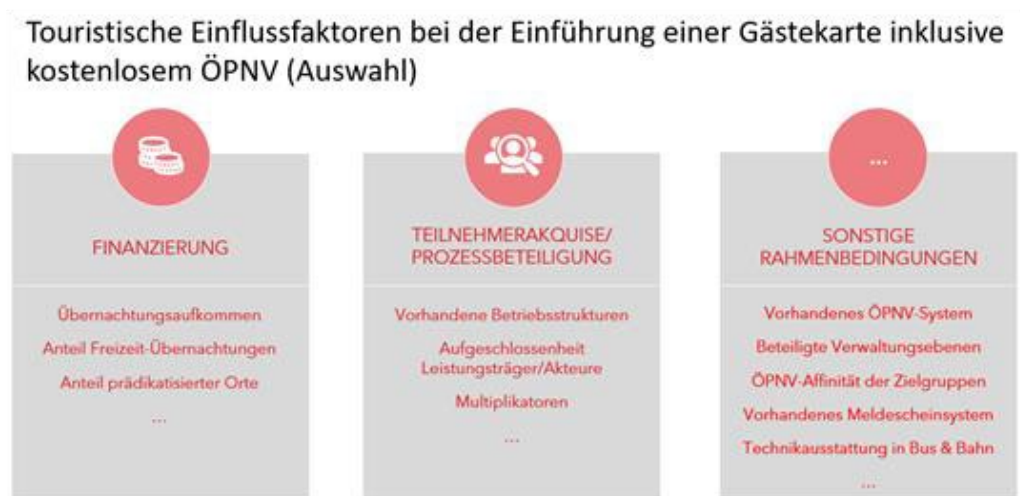 Touristische Einflussfaktoren bei der Einführung einer Gästekarte inklusive
kostenlosem ÖPNV (Auswahl)
FINANZIERUNG
Übernachtungsaufkommen
Anteil Freizeit-Übernachtungen
Anteil prädikatisierter Orte
...
TEILNEHMERAKQUISE/
PROZESSBETEILIGUNG
Vorhandene Betriebsstrukturen
Aufgeschlossenheit
Leistungsträger/Akteure
Multiplikatoren
...
...
SONSTIGE
RAHMENBEDINGUNGEN
Vorhandenes ÖPNV-System
Beteiligte Verwaltungsebenen
ÖPNV-Affinität der Zielgruppen
Vorhandenes Meldescheinsystem
Technikausstattung in Bus & Bahn
...